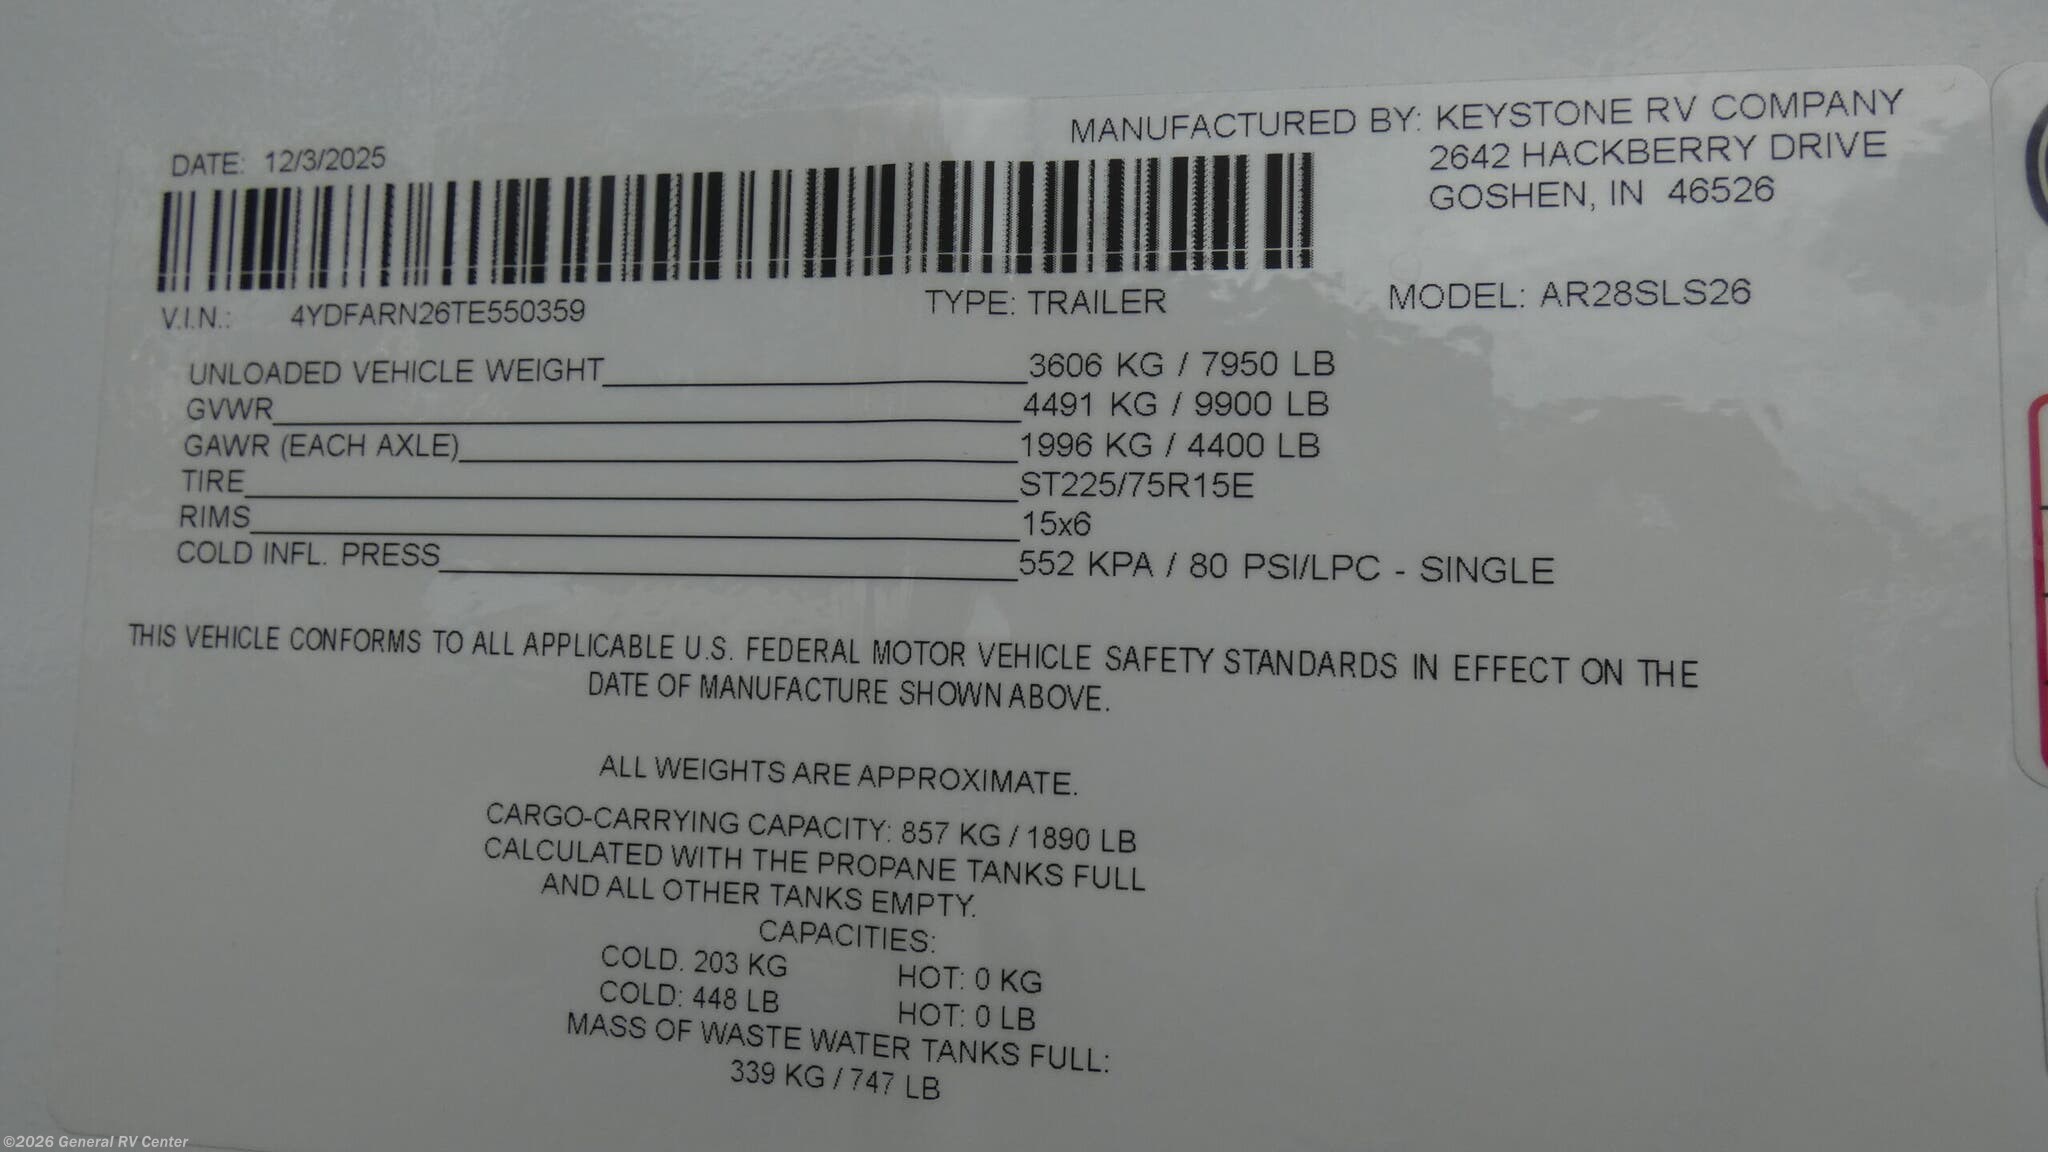 MANUFACTURED BY: KEYSTONE RV COMPANY
2642 HACKBERRY DRIVE
GOSHEN, IN 46526
DATE: 12/3/2025
V.I.N.: 4YDFARN26TE550359
TYPE: TRAILER
MODEL: AR28SLS26
UNLOADED VEHICLE WEIGHT 3606 KG / 7950 LB
GVWR 4491 KG / 9900 LB
GAWR (EACH AXLE) 1996 KG / 4400 LB
TIRE ST225/75R15E
RIMS 15x6
COLD INFL. PRESS 552 KPA / 80 PSI/LPC - SINGLE
THIS VEHICLE CONFORMS TO ALL APPLICABLE U.S. FEDERAL MOTOR VEHICLE SAFETY STANDARDS IN EFFECT ON THE
DATE OF MANUFACTURE SHOWN ABOVE.
ALL WEIGHTS ARE APPROXIMATE.
CARGO-CARRYING CAPACITY: 857 KG / 1890 LB
CALCULATED WITH THE PROPANE TANKS FULL
AND ALL OTHER TANKS EMPTY.
CAPACITIES:
COLD. 203 KG HOT: 0 KG
COLD: 448 LB HOT: 0 LB
MASS OF WASTE WATER TANKS FULL:
339 KG / 747 LB
©2026 General RV Center